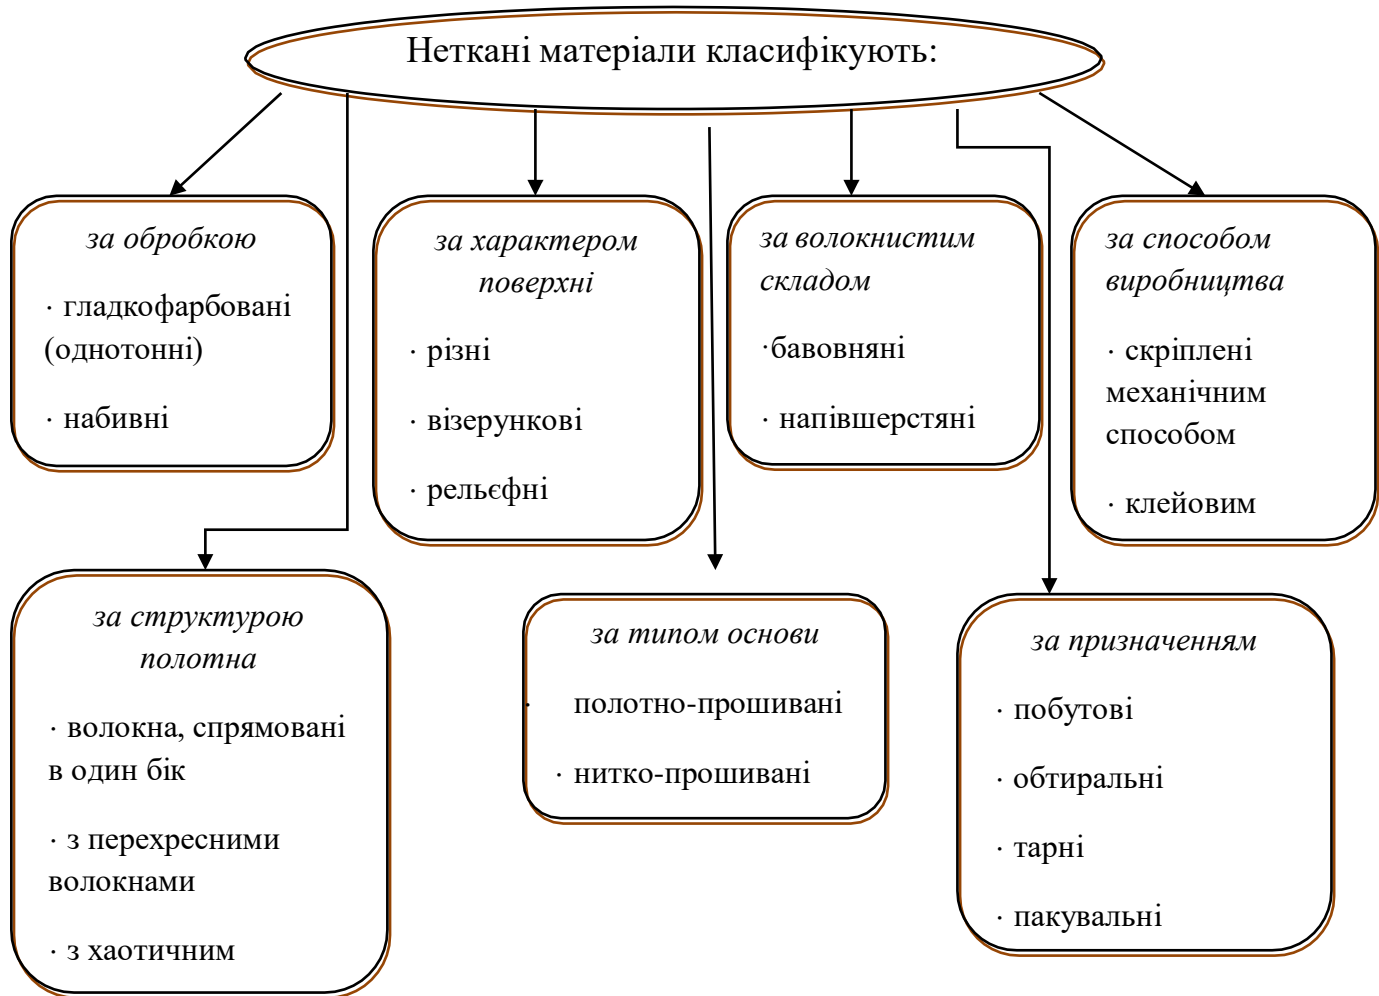 Неткані матеріали класифікують:
за обробкою
· гладкофарбовані
(однотонні)
· набивні
за характером
поверхні
· різні
· візерункові
· рельєфні
за волокнистим
складом
·бавовняні
· напівшерстяні
за способом
виробництва
· скріплені
механічним
способом
· клейовим
за структурою
полотна
· волокна, спрямовані
в один бік
· з перехресними
волокнами
· з хаотичним
за типом основи
· полотно-прошивані
· нитко-прошивані
за призначенням
· побутові
· обтиральні
· тарні
· пакувальні